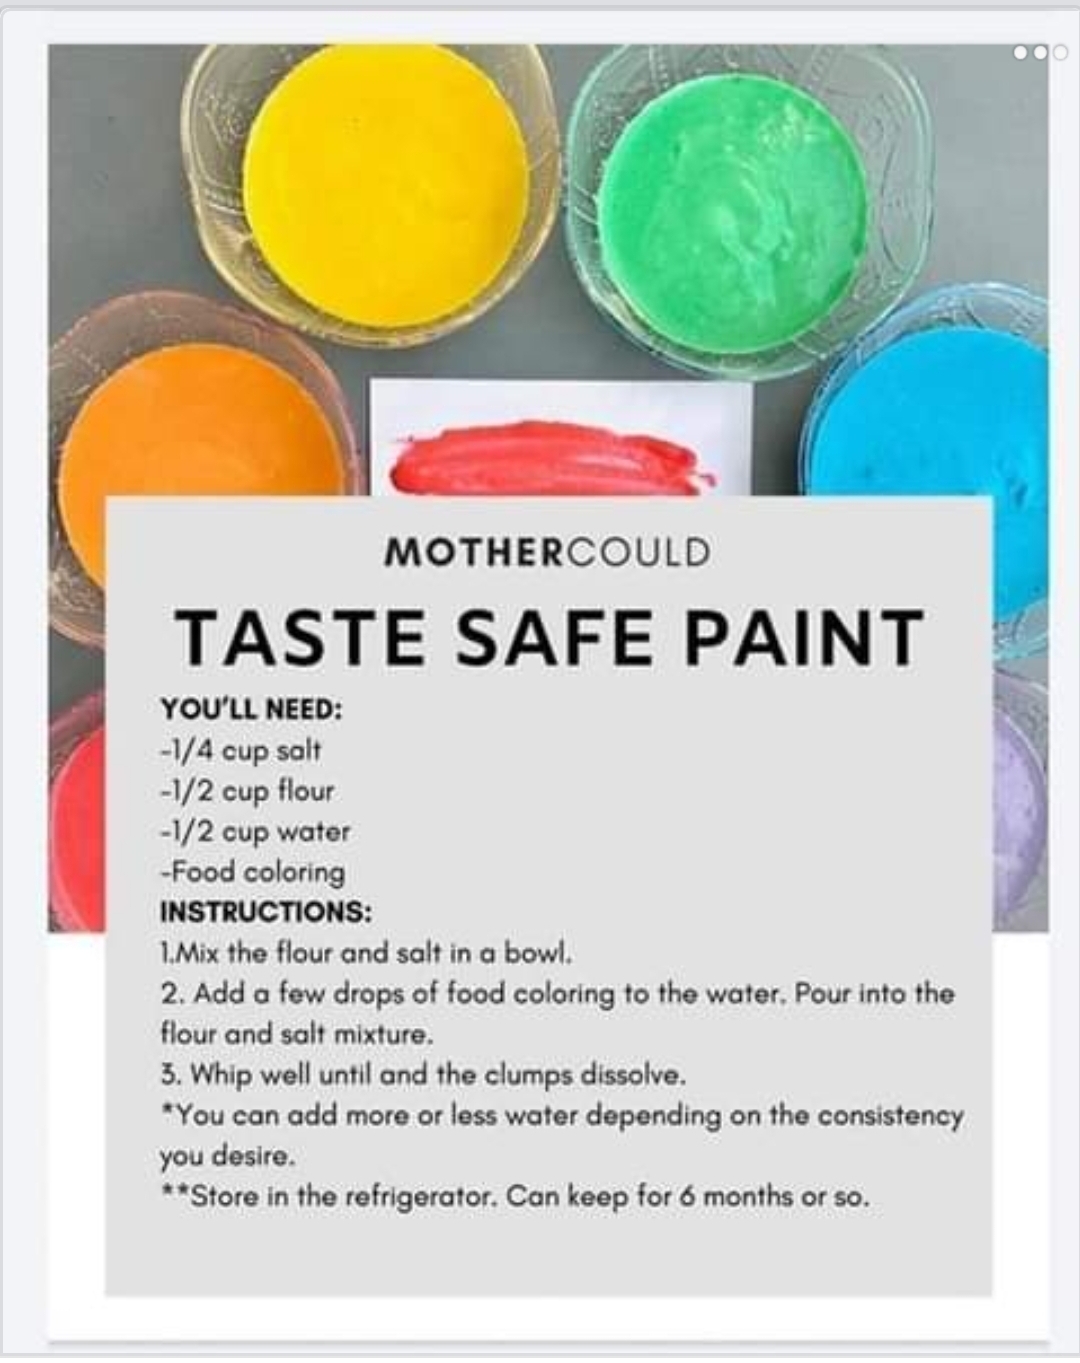 MOTHERCOULD
TASTE SAFE PAINT
YOU'LL NEED:
-1/4 cup salt
-1/2 cup flour
-1/2 cup water
-Food coloring
INSTRUCTIONS:
1.Mix the flour and salt in a bowl.
2. Add a few drops of food coloring to the water. Pour into the
flour and salt mixture.
3. Whip well until and the clumps dissolve.
*You can add more or less water depending on the consistency
you desire.
**Store in the refrigerator. Can keep for 6 months or so.